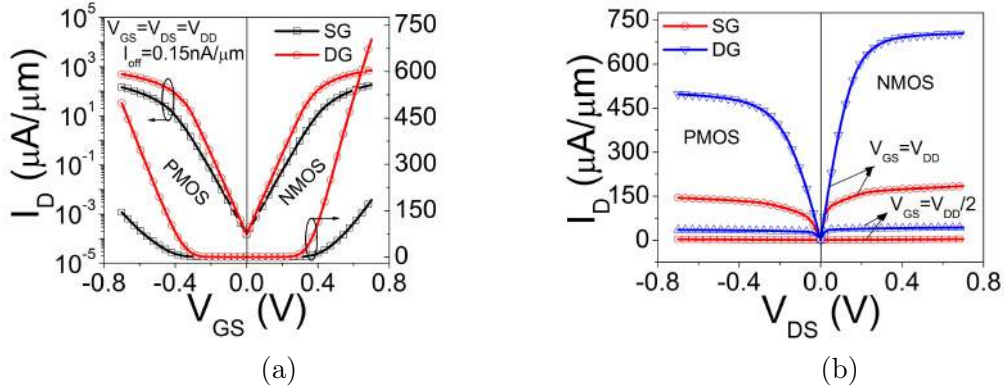 10^5
10^3
10^1
10^-1
10^-3
10^-5
I_D (μA/μm)
V_GS=V_DS=V_DD
I_off=0.15nA/μm
SG
DG
PMOS
NMOS
750
600
450
300
150
0
-0.8
-0.4
0.0
0.4
0.8
V_GS (V)
(a)
750
600
450
300
150
0
I_D (μA/μm)
SG
DG
NMOS
PMOS
V_GS=V_DD
V_GS=V_DD/2
-0.8
-0.4
0.0
0.4
0.8
V_DS (V)
(b)